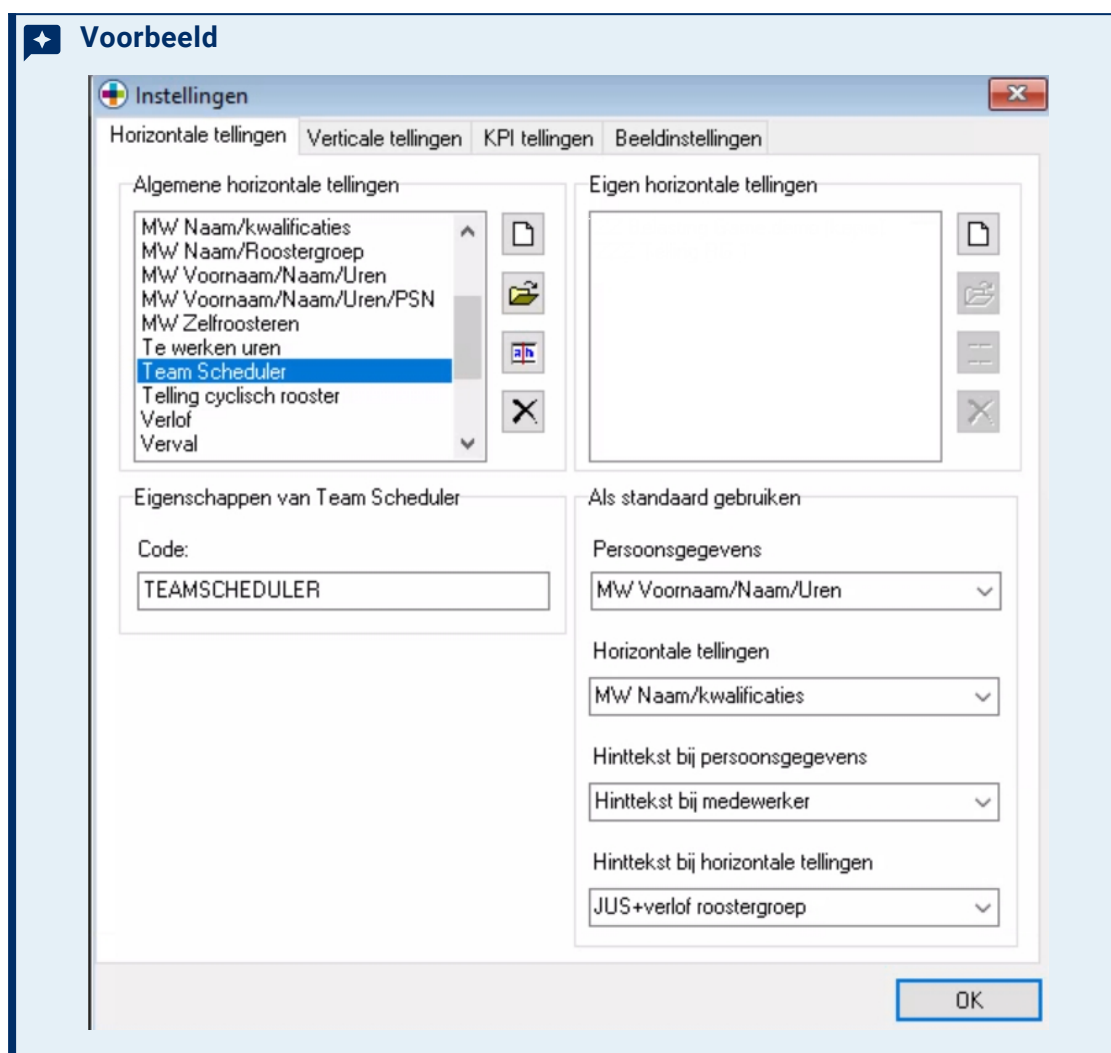 Voorbeeld
Instellingen
Horizontale tellingen Verticale tellingen KPI tellingen Beeldinstellingen
Algemene horizontale tellingen
MW Naam/kwalificaties
MW Naam/Roostergroep
MW Voornaam/Naam/Uren
MW Voornaam/Naam/Uren/PSN
MW Zelfroosteren
Te werken uren
Team Scheduler
Telling cyclisch rooster
Verlof
Verval
Eigen horizontale tellingen
Eigenschappen van Team Scheduler
Code:
TEAMSCHEDULER
Als standaard gebruiken
Persoonsgegevens
MW Voornaam/Naam/Uren
Horizontale tellingen
MW Naam/kwalificaties
Hinttekst bij persoonsgegevens
Hinttekst bij medewerker
Hinttekst bij horizontale tellingen
JUS+verlof roostergroep
OK